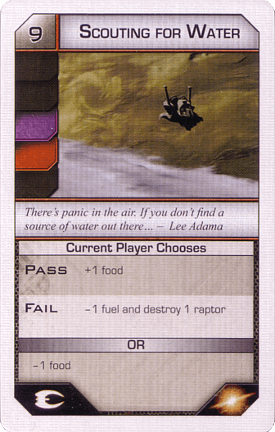 9 SCOUTING FOR WATER
There's panic in the air. If you don't find a
source of water out there... – Lee Adama
Current Player Chooses
PASS +1 food
FAIL –1 fuel and destroy 1 raptor
OR
–1 food